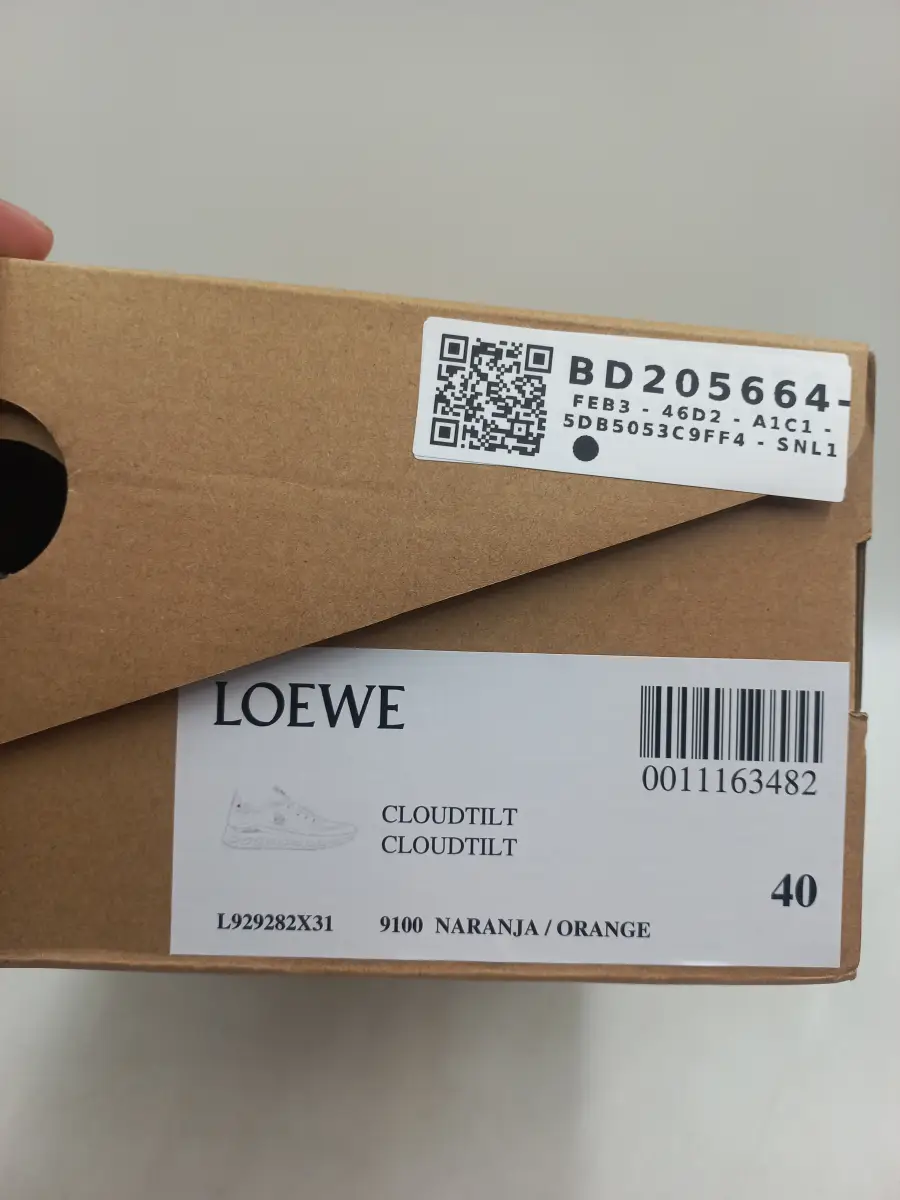 BD205664-
FEB3 - 46D2 - A1C1 -
5DB5053C9FF4 - SNL1
LOEWE
0011163482
CLOUDTILT
CLOUDTILT
40
L929282X31 9100 NARANJA / ORANGE